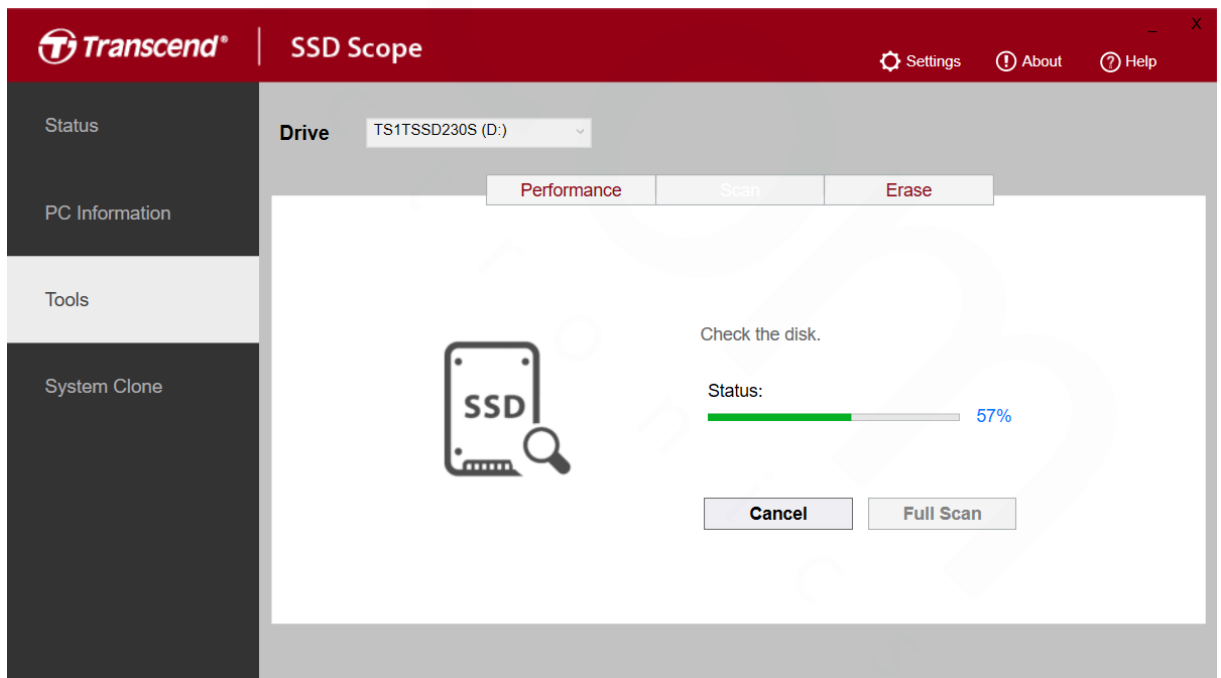 _ X
Transcend® SSD Scope
Settings About Help
Status
Drive TS1TSSD230S (D:)
Performance Scan Erase
PC Information
Tools
Check the disk.
System Clone
Status:
SSD
57%
Cancel Full Scan